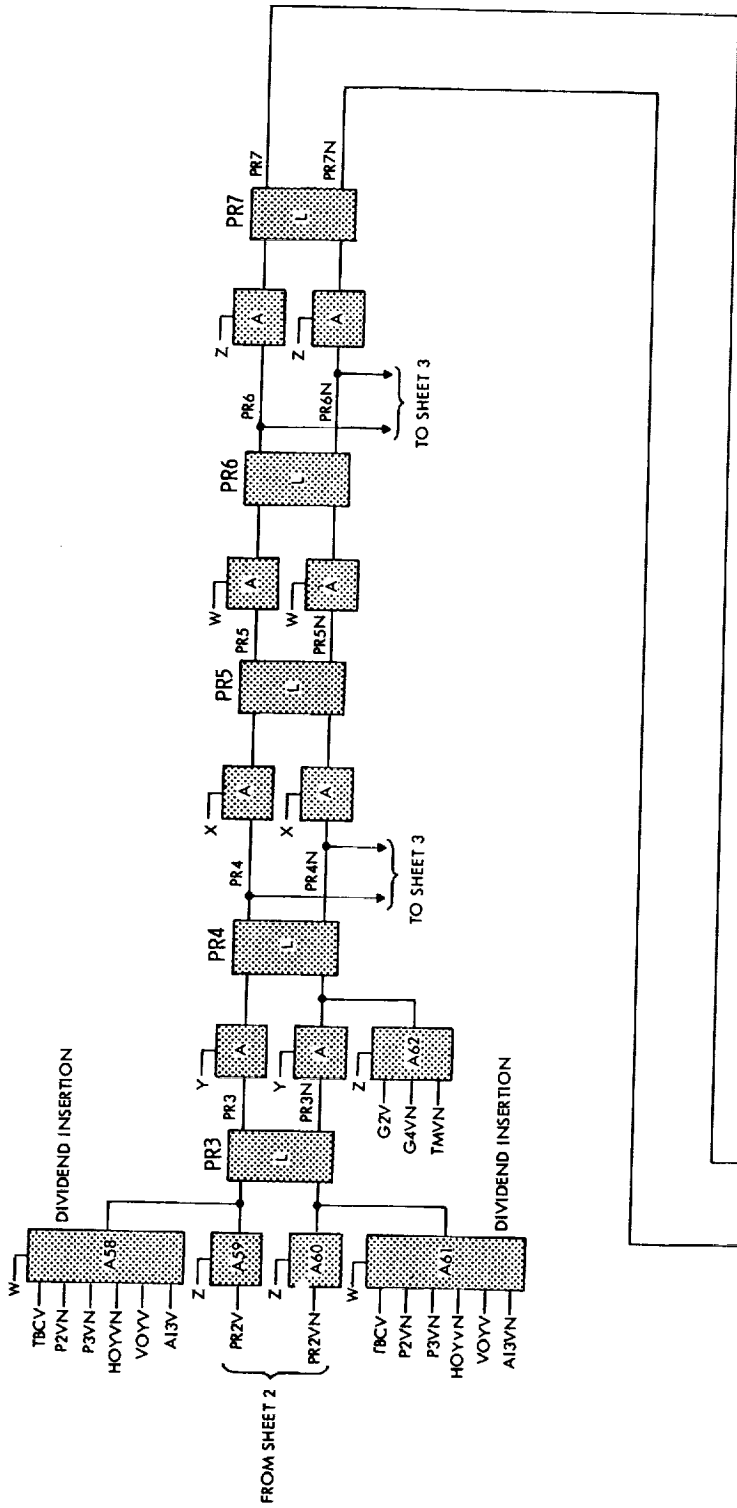 DIVIDEND INSERTION
W
TBCV
P2VN
P3VN
HOYVN
VOYV
AI3V
A58
FROM SHEET 2
PR2V
Z
A59
PR2VN
Z
A60
W
TBCV
P2VN
P3VN
HOYVN
VOYV
AI3VN
A61
DIVIDEND INSERTION
PR3
L
PR3
PR3N
Y
A
Y
A
Z
G2V
G4VN
TMVN
A62
PR4
L
PR4
PR4N
TO SHEET 3
X
A
X
A
PR5
L
PR5
PR5N
W
A
W
A
PR6
L
PR6
PR6N
TO SHEET 3
Z
A
Z
A
PR7
L
PR7
PR7N